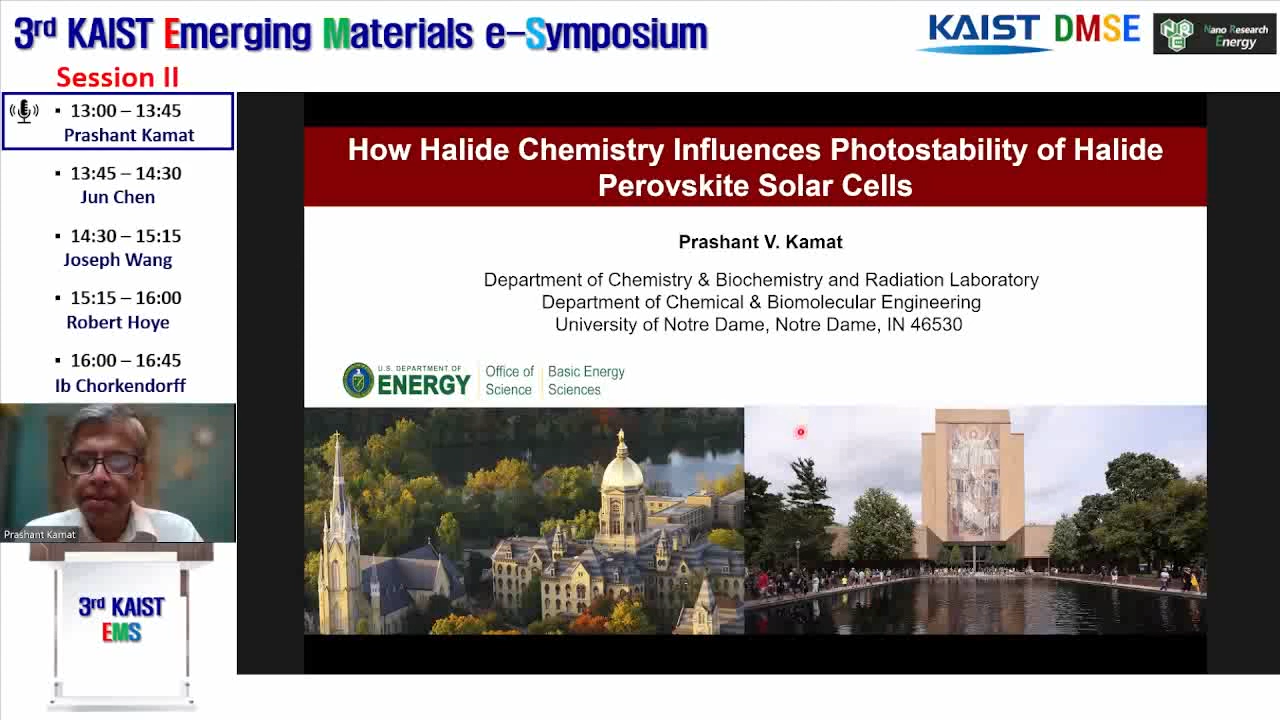 3rd KAIST Emerging Materials e-Symposium
KAIST DMSE
NRE
Nano Research
Energy
Session II
▪ 13:00 – 13:45
Prashant Kamat
▪ 13:45 – 14:30
Jun Chen
▪ 14:30 – 15:15
Joseph Wang
▪ 15:15 – 16:00
Robert Hoye
▪ 16:00 – 16:45
Ib Chorkendorff
Prashant Kamat
3rd KAIST
EMS
How Halide Chemistry Influences Photostability of Halide
Perovskite Solar Cells
Prashant V. Kamat
Department of Chemistry & Biochemistry and Radiation Laboratory
Department of Chemical & Biomolecular Engineering
University of Notre Dame, Notre Dame, IN 46530
U.S. DEPARTMENT OF
ENERGY
Office of
Science
Basic Energy
Sciences